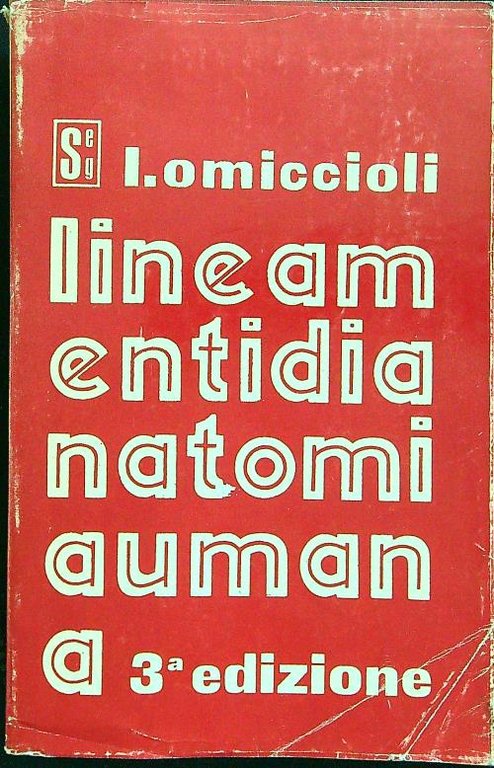 Seg l.omiccioli
lineam
entidia
natomi
auman
a 3ª edizione